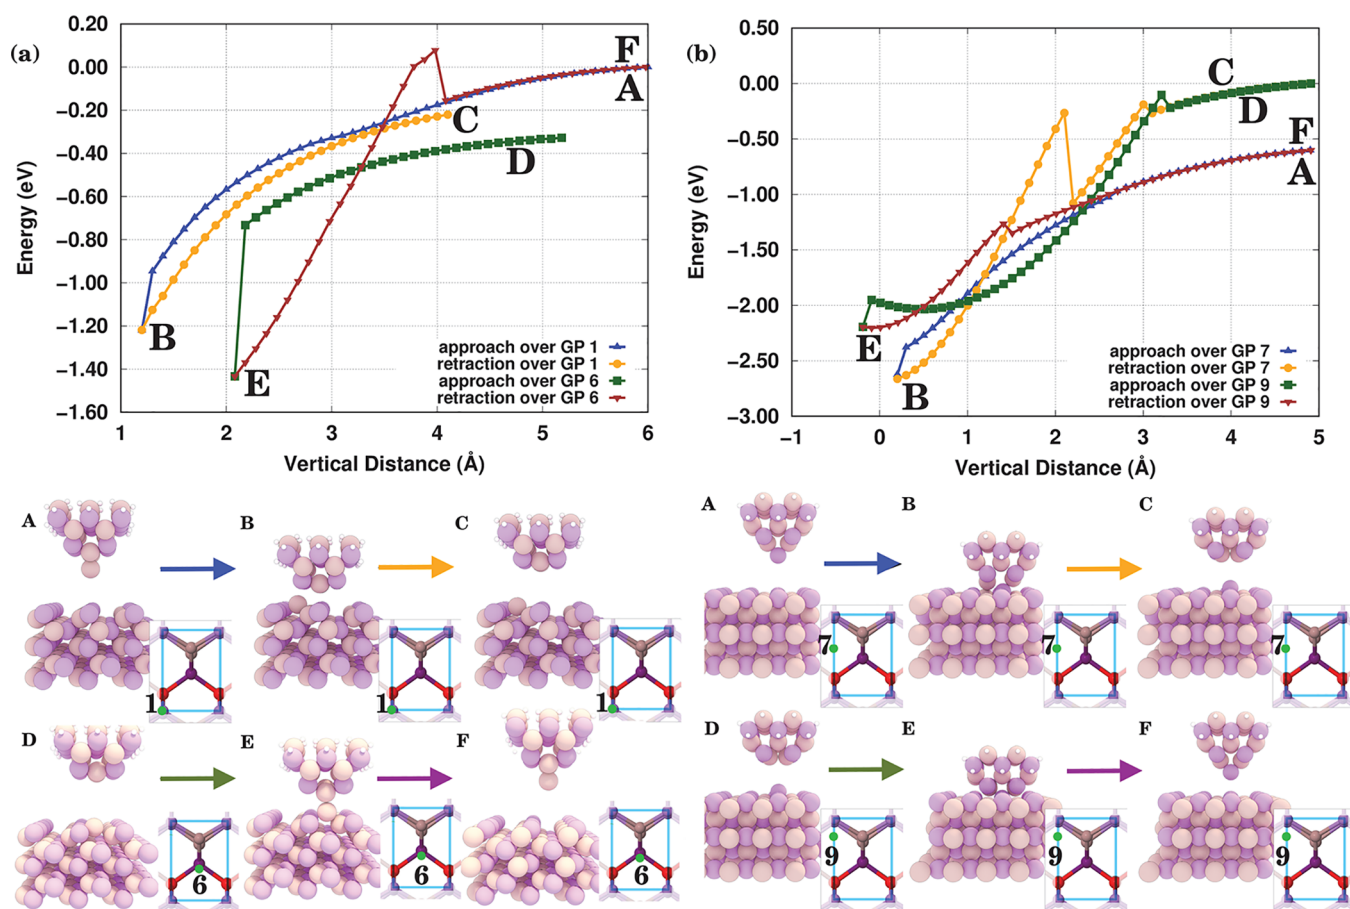 (a)
0.20
0.00
−0.20
−0.40
−0.60
−0.80
−1.00
−1.20
−1.40
−1.60
Energy (eV)
1 2 3 4 5 6
Vertical Distance (Å)
F
A
C
D
B
E
approach over GP 1
retraction over GP 1
approach over GP 6
retraction over GP 6
(b)
0.50
0.00
−0.50
−1.00
−1.50
−2.00
−2.50
−3.00
Energy (eV)
−1 0 1 2 3 4 5
Vertical Distance (Å)
C
D
F
A
E
B
approach over GP 7
retraction over GP 7
approach over GP 9
retraction over GP 9
A B C
1 1 1
D E F
6 6 6
A B C
7 7 7
D E F
9 9 9